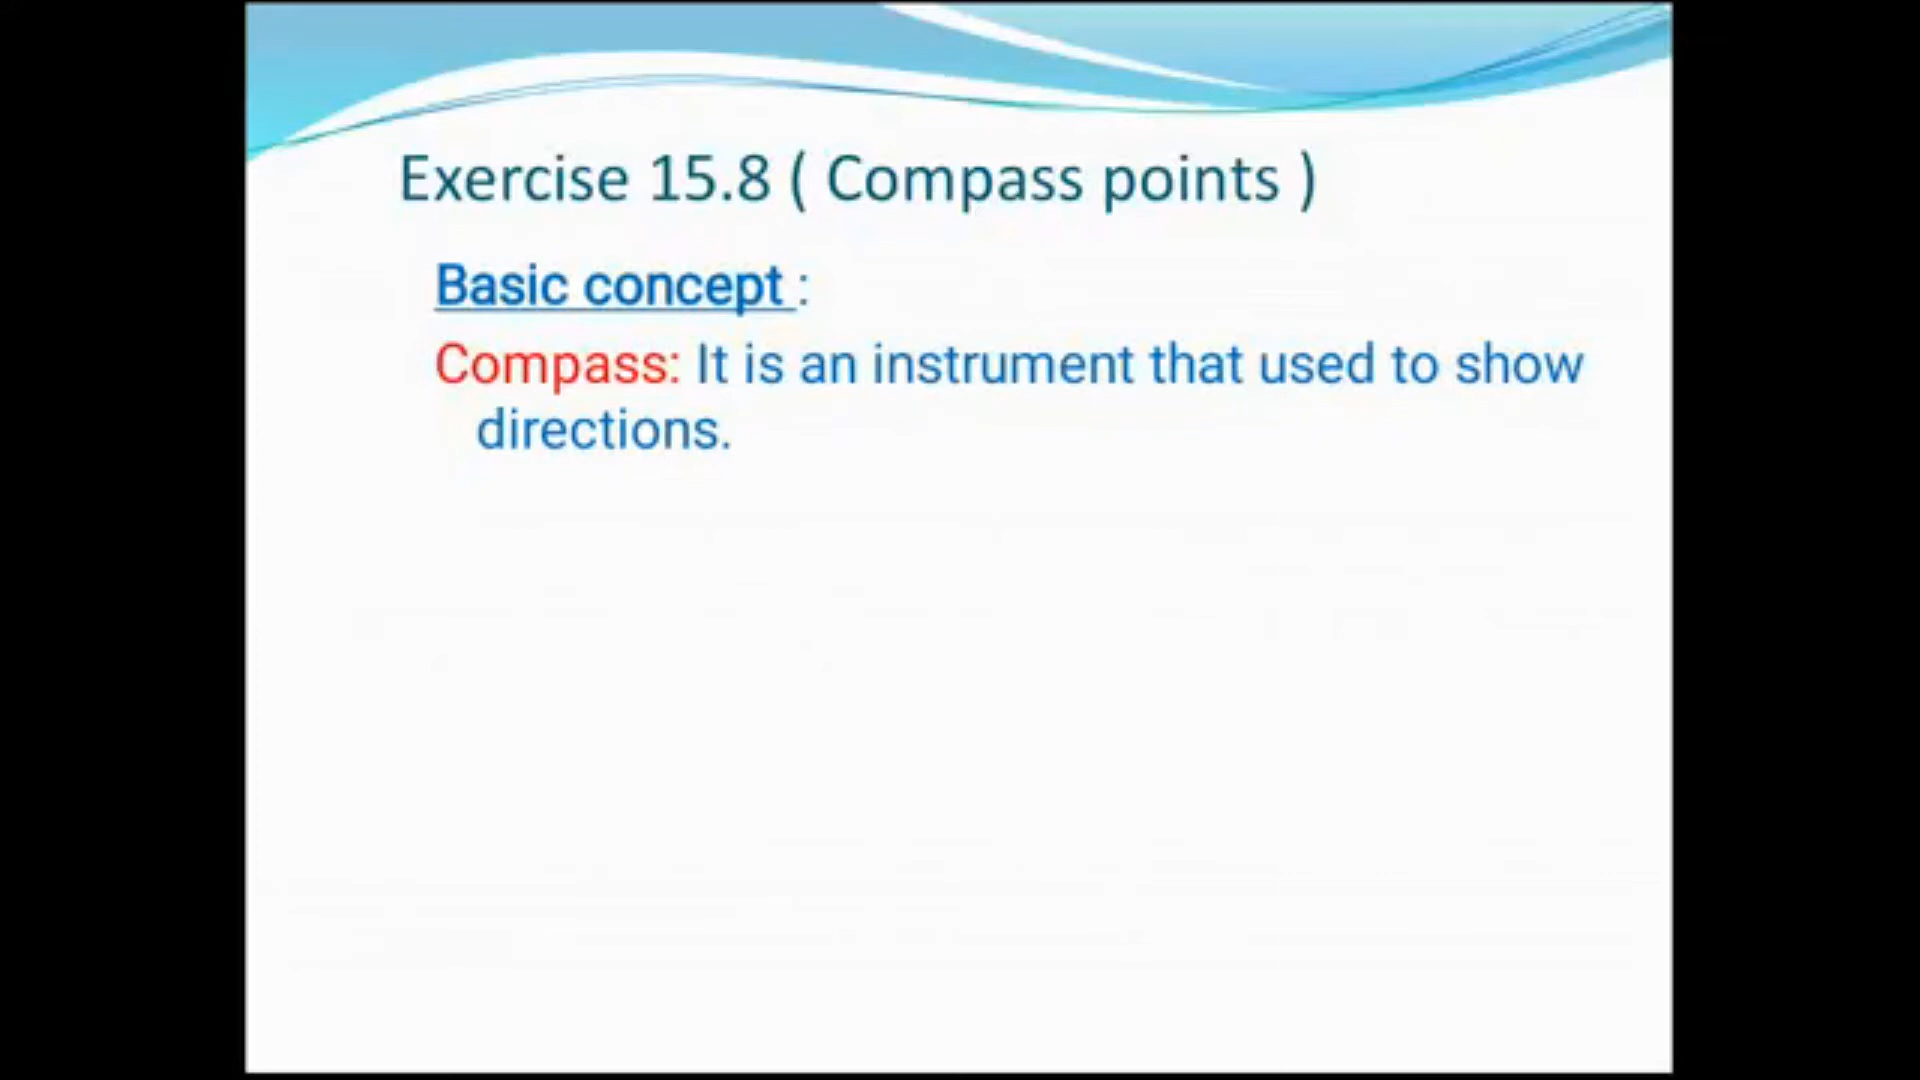 Exercise 15.8 ( Compass points )
Basic concept :
Compass: It is an instrument that used to show
directions.